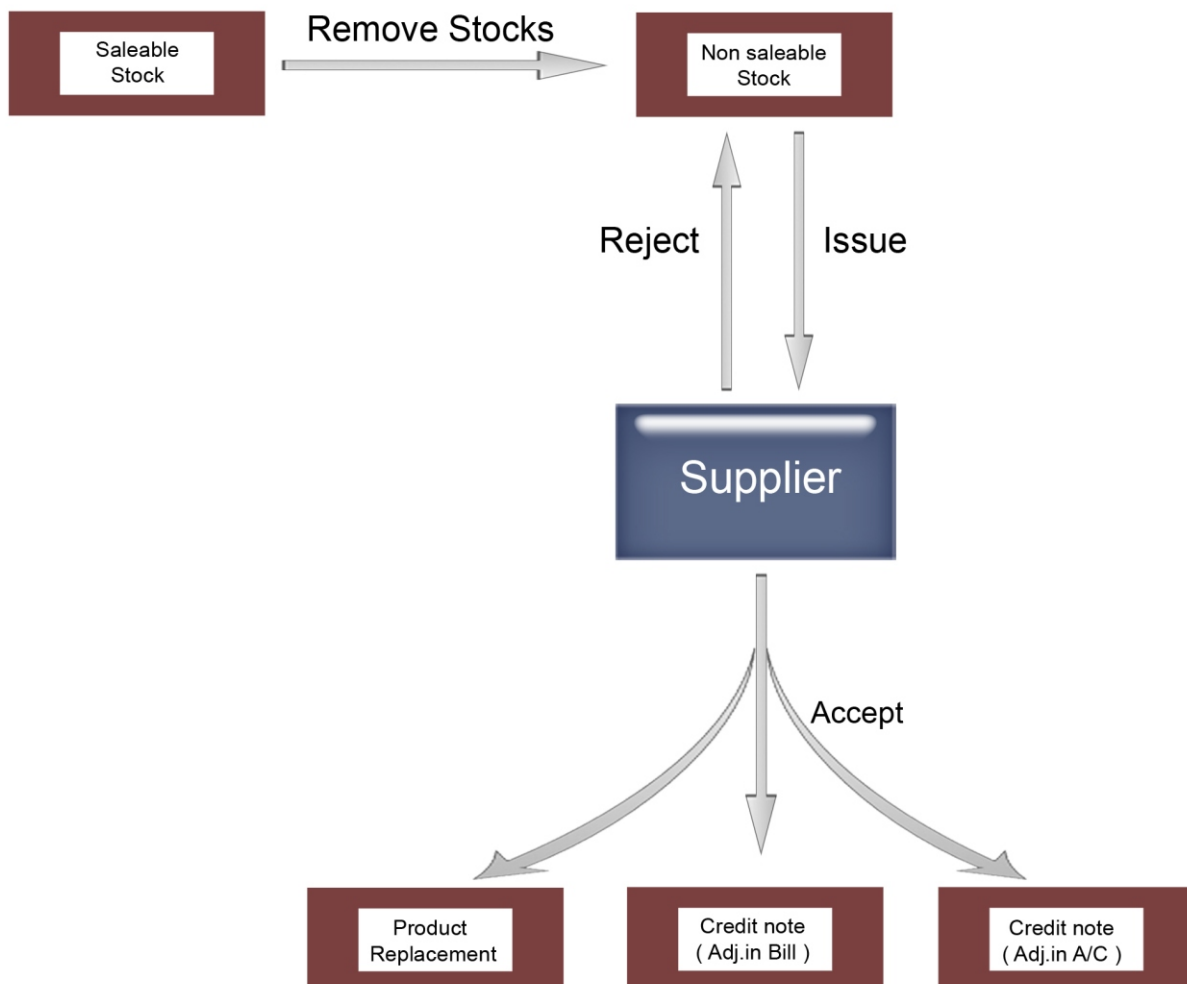 Remove Stocks
Saleable
Stock
Non saleable
Stock
Reject
Issue
Supplier
Accept
Product
Replacement
Credit note
( Adj.in Bill )
Credit note
( Adj.in A/C )